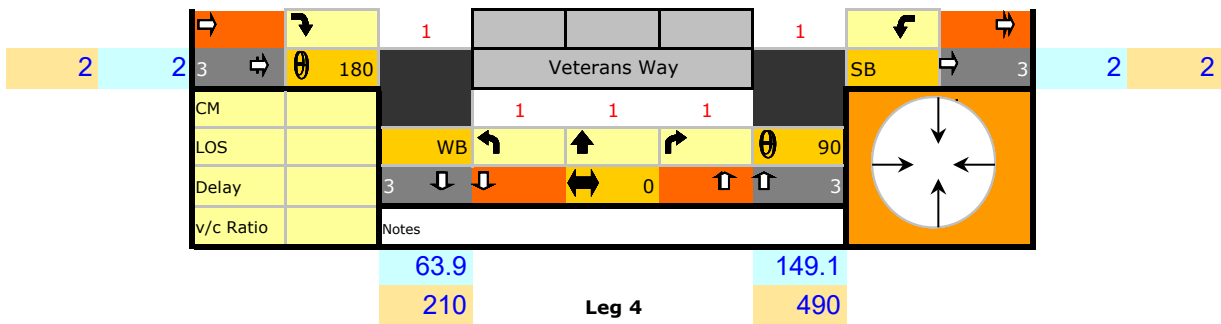 1 1
2 2 3 θ 180 Veterans Way SB 3 2 2
CM 1 1 1
LOS WB θ 90
Delay 3 0 3
v/c Ratio Notes
63.9 149.1
210 Leg 4 490